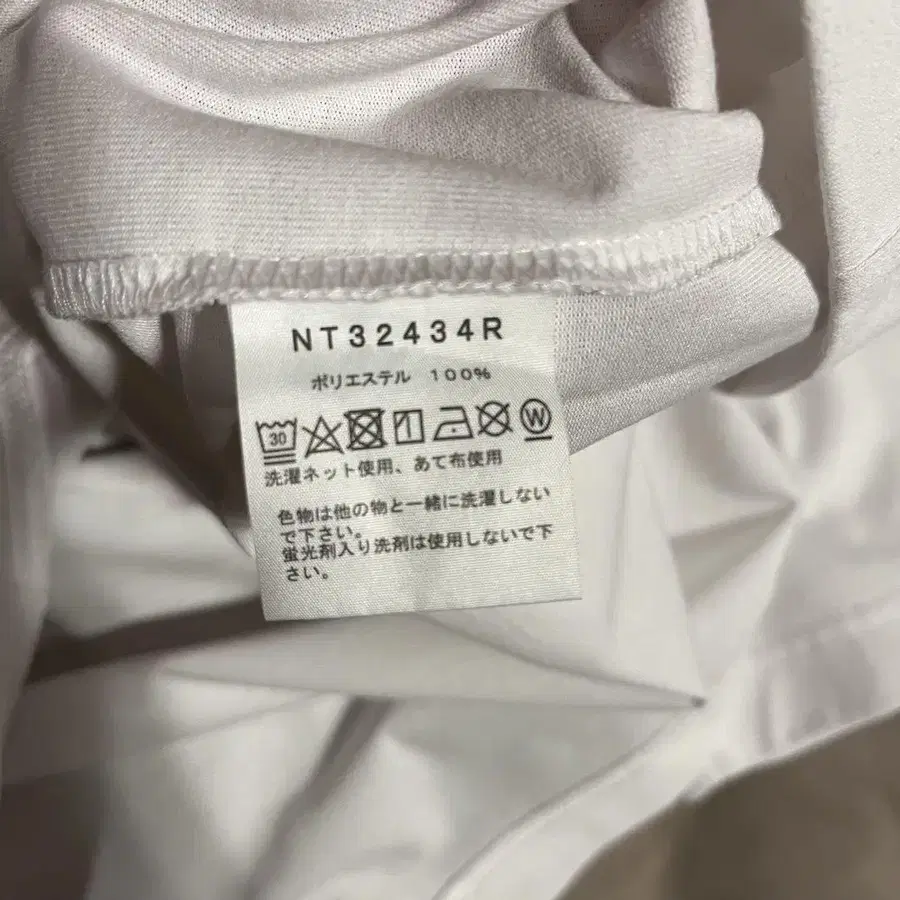 NT32434R
ポリエステル 100%
30 W
洗濯ネット使用、あて布使用
色物は他の物と一緒に洗濯しない
で下さい。
蛍光剤入り洗剤は使用しないで下
さい。